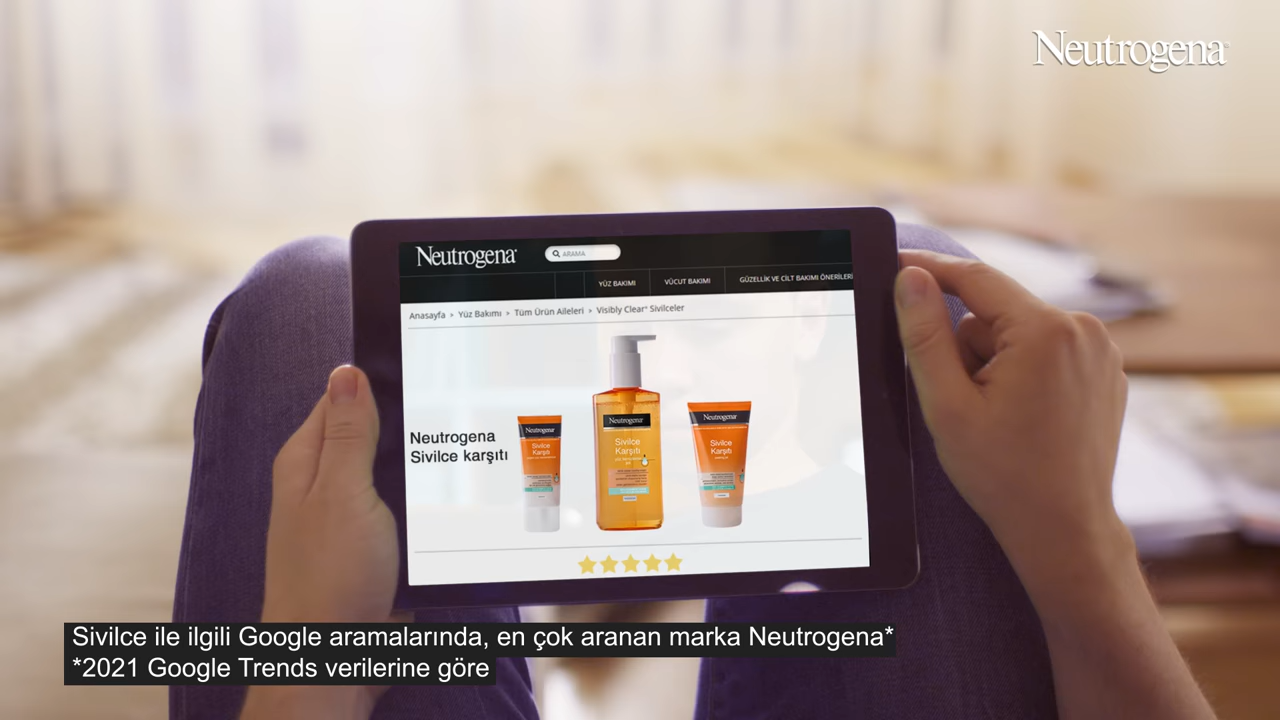 Neutrogena
Neutrogena
ARAMA
YÜZ BAKIMI
VÜCUT BAKIMI
GÜZELLİK VE CİLT BAKIMI ÖNERİLERİ
Anasayfa > Yüz Bakımı > Tüm Ürün Aileleri > Visibly Clear® Sivilceler
Neutrogena
Sivilce karşıtı
Neutrogena
Sivilce
Karşıtı
Neutrogena
Sivilce
Karşıtı
Neutrogena
Sivilce
Karşıtı
Sivilce ile ilgili Google aramalarında, en çok aranan marka Neutrogena*
*2021 Google Trends verilerine göre